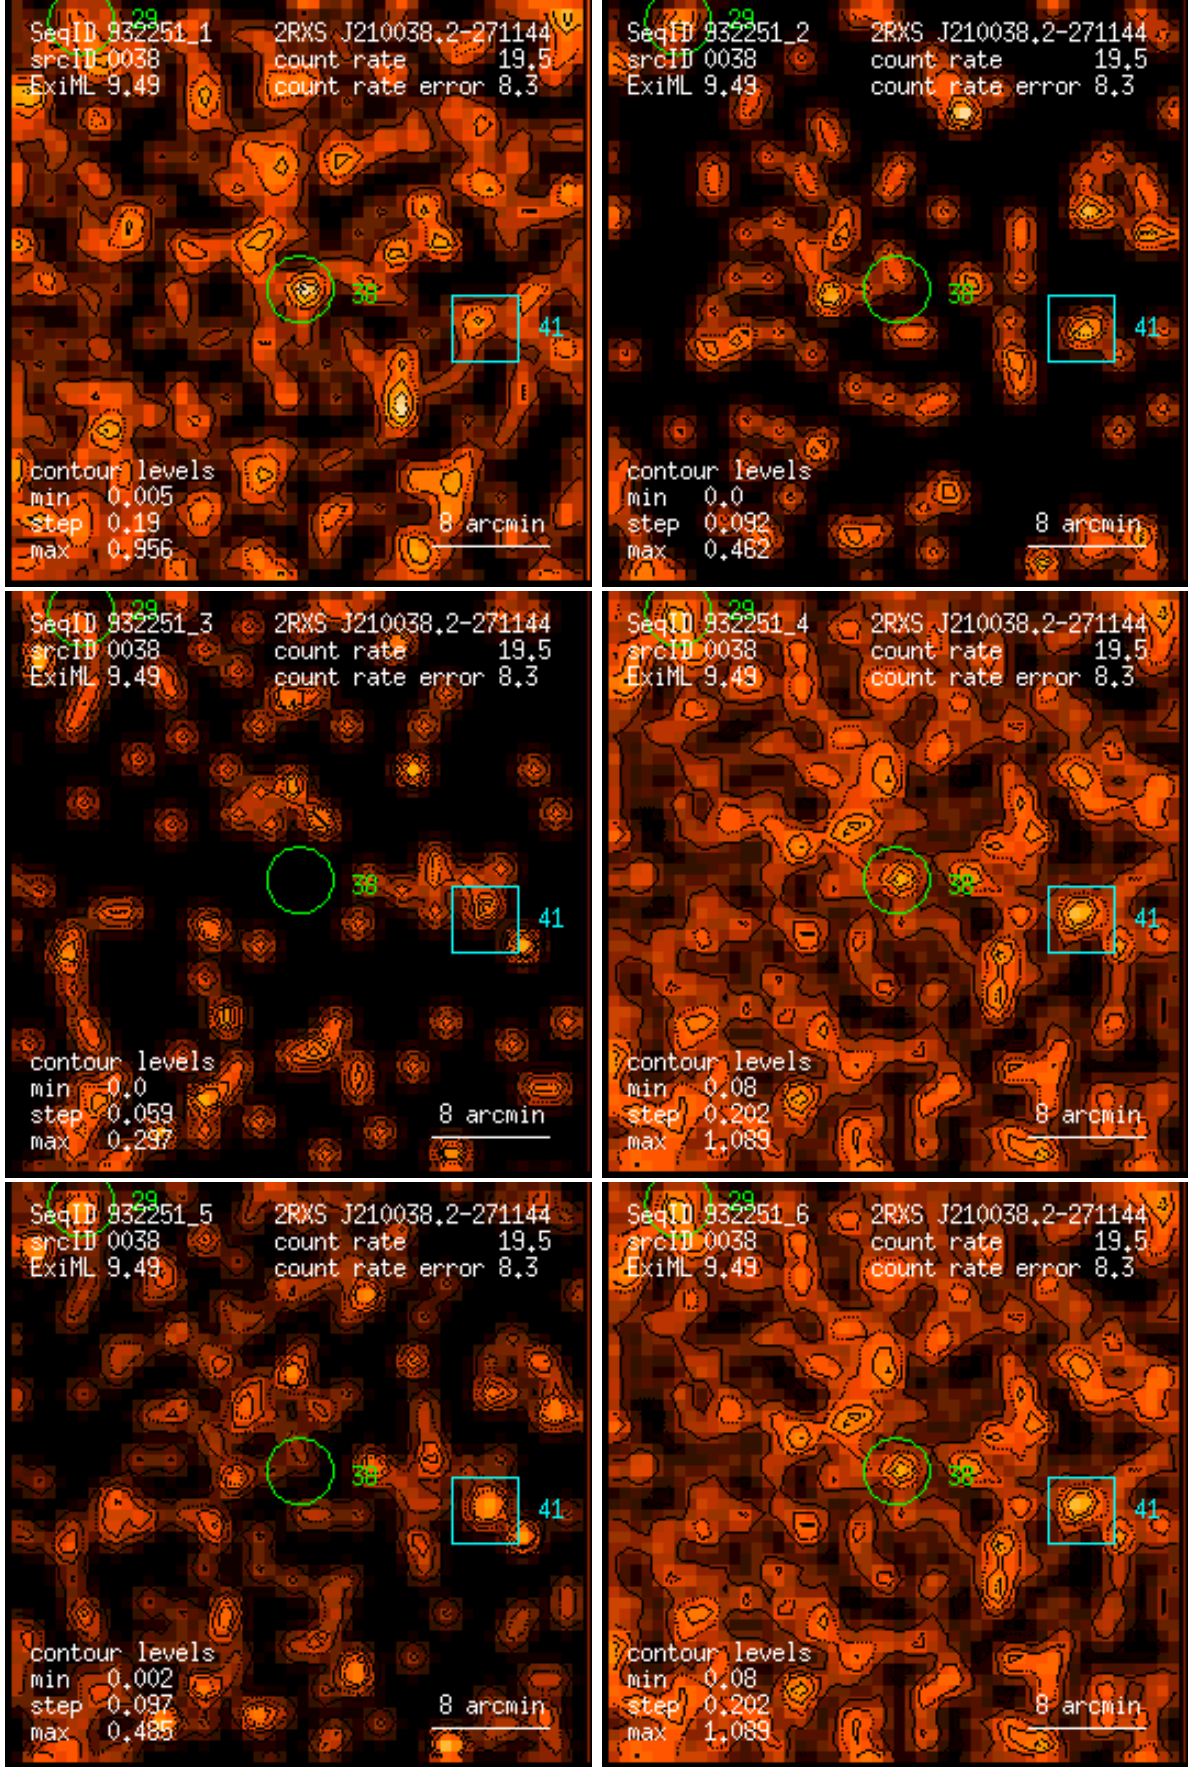 29
SeqID 932251_1 2RXS J210038.2-271144
srcID 0038 count rate 19.5
ExiML 9.49 count rate error 8.3
38
41
contour levels
min 0.005
step 0.19 8 arcmin
max 0.956
29
SeqID 932251_2 2RXS J210038.2-271144
srcID 0038 count rate 19.5
ExiML 9.49 count rate error 8.3
38
41
contour levels
min 0.0
step 0.092 8 arcmin
max 0.462
29
SeqID 932251_3 2RXS J210038.2-271144
srcID 0038 count rate 19.5
ExiML 9.49 count rate error 8.3
38
41
contour levels
min 0.0
step 0.059 8 arcmin
max 0.297
29
SeqID 932251_4 2RXS J210038.2-271144
srcID 0038 count rate 19.5
ExiML 9.49 count rate error 8.3
38
41
contour levels
min 0.08
step 0.202 8 arcmin
max 1.089
29
SeqID 932251_5 2RXS J210038.2-271144
srcID 0038 count rate 19.5
ExiML 9.49 count rate error 8.3
38
41
contour levels
min 0.002
step 0.097 8 arcmin
max 0.485
29
SeqID 932251_6 2RXS J210038.2-271144
srcID 0038 count rate 19.5
ExiML 9.49 count rate error 8.3
38
41
contour levels
min 0.08
step 0.202 8 arcmin
max 1.089